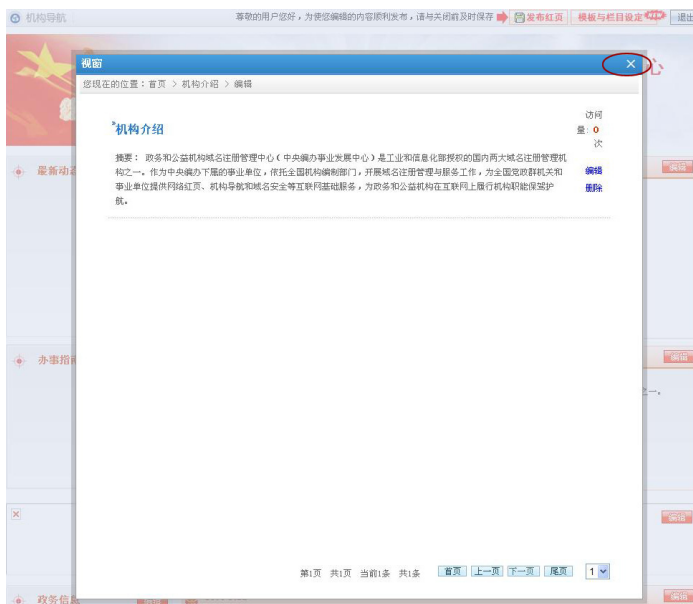 机构导航
尊敬的用户您好，为使您编辑的内容顺利发布，请与关闭前及时保存
发布红页
模板与栏目设定
退出
心
视窗
您现在的位置：首页 > 机构介绍 > 编辑
机构介绍
访问
量: 0
次
摘要： 政务和公益机构域名注册管理中心（中央编办事业发展中心）是工业和信息化部授权的国内两大域名注册管理机
构之一。作为中央编办下属的事业单位，依托全国机构编制部门，开展域名注册管理与服务工作，为全国党政群机关和
事业单位提供网络红页、机构导航和域名安全等互联网基础服务，为政务和公益机构在互联网上履行机构职能保驾护
航。
编辑
删除
最新动态
编辑
办事指南
编辑
之一。
编辑
第1页 共1页 当前1条 共1条 首页 上一页 下一页 尾页 1
政务信息
编辑
编辑